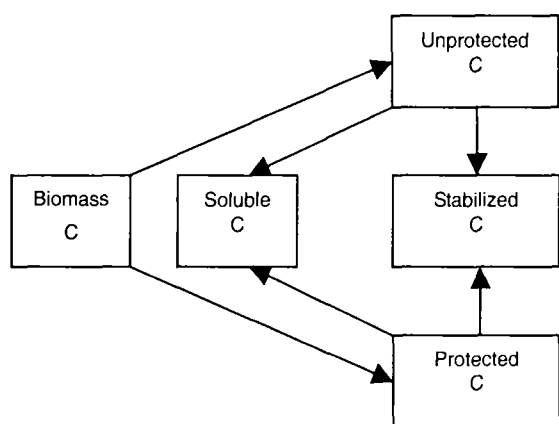 Unprotected
C
Biomass
C
Soluble
C
Stabilized
C
Protected
C